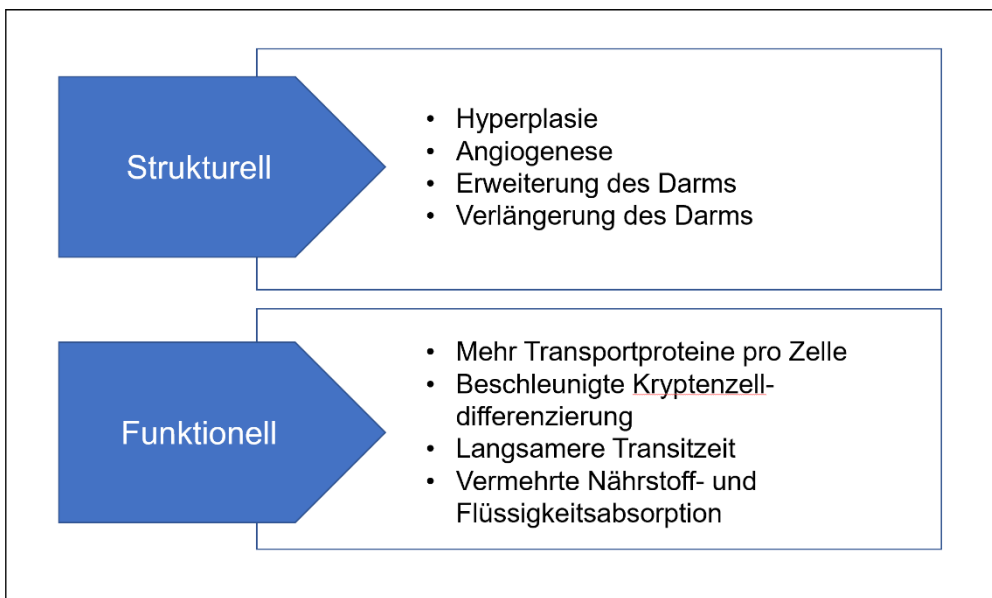 Strukturell
• Hyperplasie
• Angiogenese
• Erweiterung des Darms
• Verlängerung des Darms
Funktionell
• Mehr Transportproteine pro Zelle
• Beschleunigte Kryptenzell-
differenzierung
• Langsamere Transitzeit
• Vermehrte Nährstoff- und
Flüssigkeitsabsorption